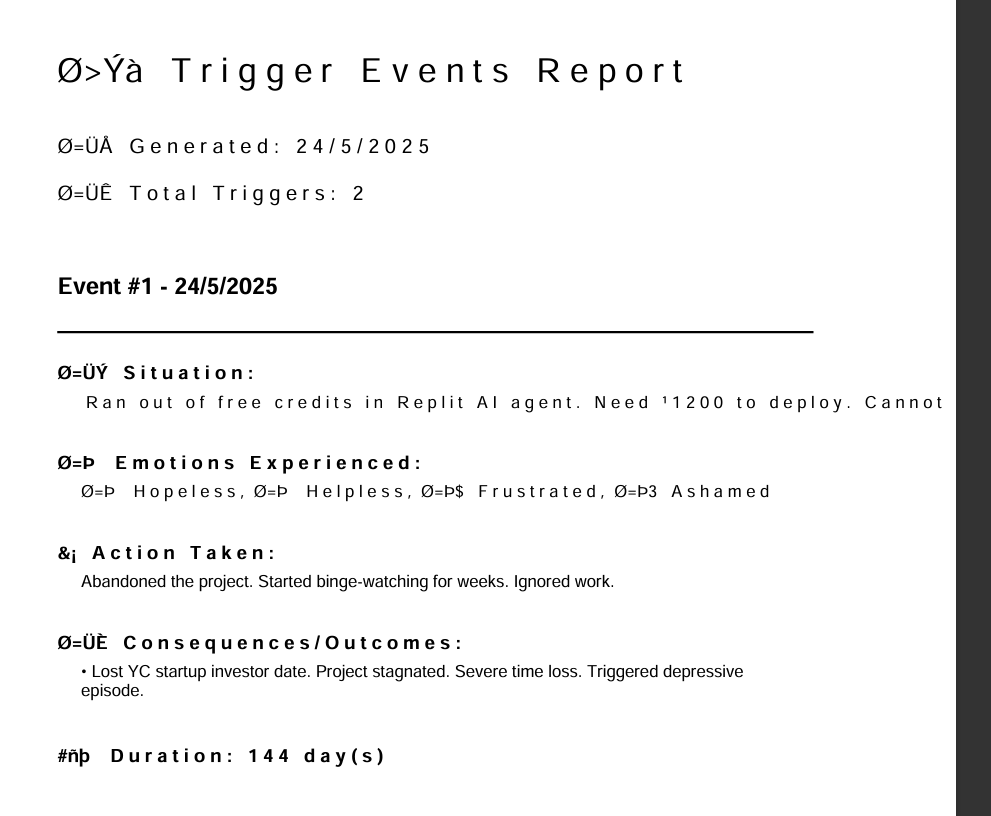 Ø>Ýà Trigger Events Report
Ø=ÜÅ Generated: 24/5/2025
Ø=ÜÊ Total Triggers: 2
Event #1 - 24/5/2025
Ø=ÜÝ Situation:
Ran out of free credits in Replit AI agent. Need ¹1200 to deploy. Cannot
Ø=Þ Emotions Experienced:
Ø=Þ Hopeless, Ø=Þ Helpless, Ø=Þ$ Frustrated, Ø=Þ3 Ashamed
&¡ Action Taken:
Abandoned the project. Started binge-watching for weeks. Ignored work.
Ø=ÜÈ Consequences/Outcomes:
• Lost YC startup investor date. Project stagnated. Severe time loss. Triggered depressive
episode.
#ñþ Duration: 144 day(s)